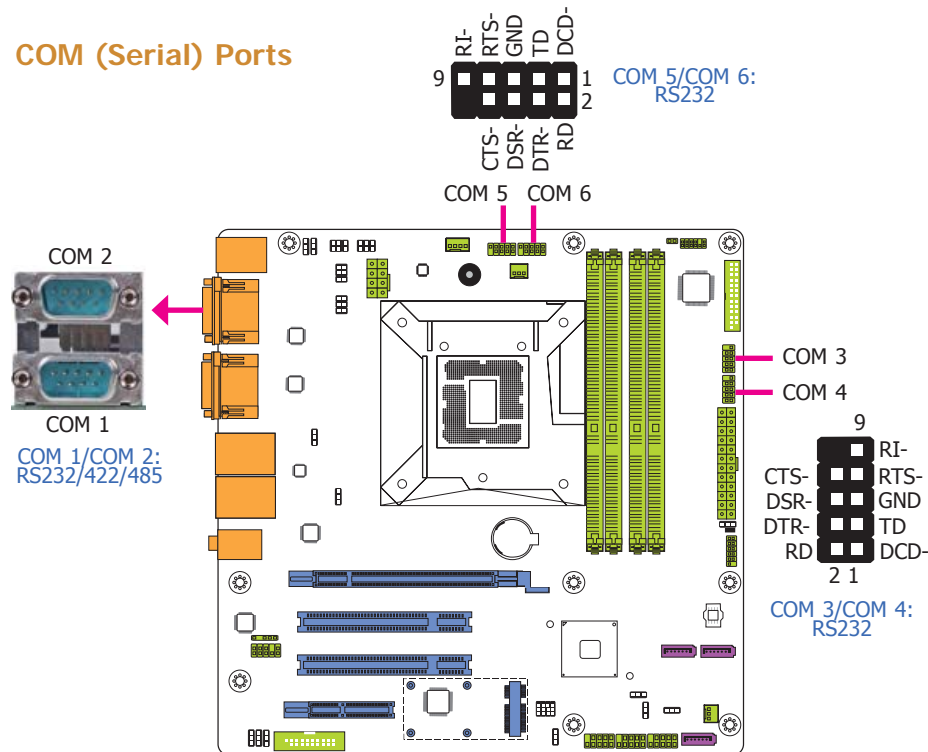 COM (Serial) Ports
RI-
RTS-
GND
TD
DCD-
9
1
2
COM 5/COM 6:
RS232
CTS-
DSR-
DTR-
RD
COM 5
COM 6
COM 2
COM 1
COM 1/COM 2:
RS232/422/485
COM 3
COM 4
9
RI-
CTS-
RTS-
DSR-
GND
DTR-
TD
RD
DCD-
2 1
COM 3/COM 4:
RS232